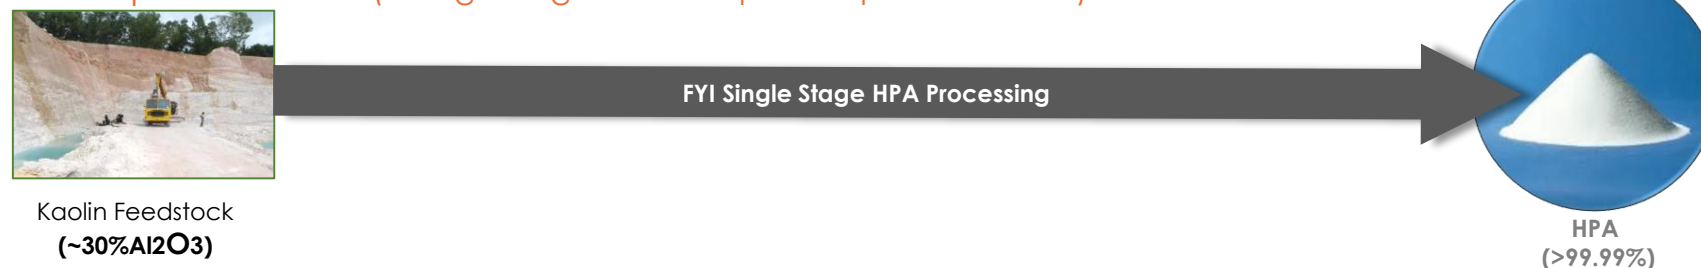 FYI Single Stage HPA Processing
Kaolin Feedstock
(~30%Al2O3)
HPA
(>99.99%)